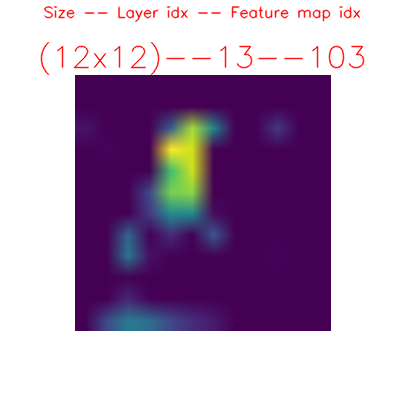 Size -- Layer idx -- Feature map idx
(12x12)--13--103